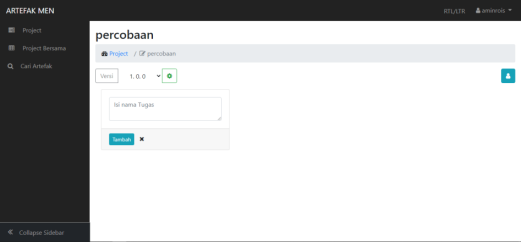 ARTEFAK MEN
RTL/LTR
aminrois
Project
Project Bersama
Cari Artefak
percobaan
Project / percobaan
Versi
1. 0. 0
Isi nama Tugas
Tambah
Collapse Sidebar